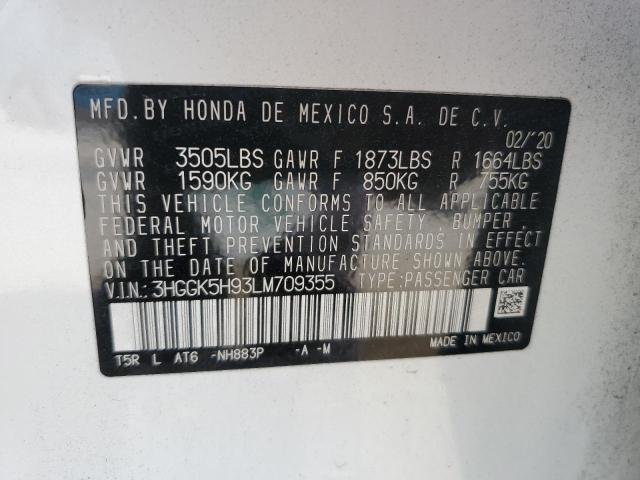 MFD. BY HONDA DE MEXICO S.A. DE C.V.
02/'20
GVWR 3505LBS GAWR F 1873LBS R 1664LBS
GVWR 1590KG GAWR F 850KG R 755KG
THIS VEHICLE CONFORMS TO ALL APPLICABLE
FEDERAL MOTOR VEHICLE SAFETY , BUMPER ,
AND THEFT PREVENTION STANDARDS IN EFFECT
ON THE DATE OF MANUFACTURE SHOWN ABOVE.
V.I.N.: 3HGGK5H93LM709355 TYPE:PASSENGER CAR
T5R L AT6 -NH883P -A -M MADE IN MEXICO